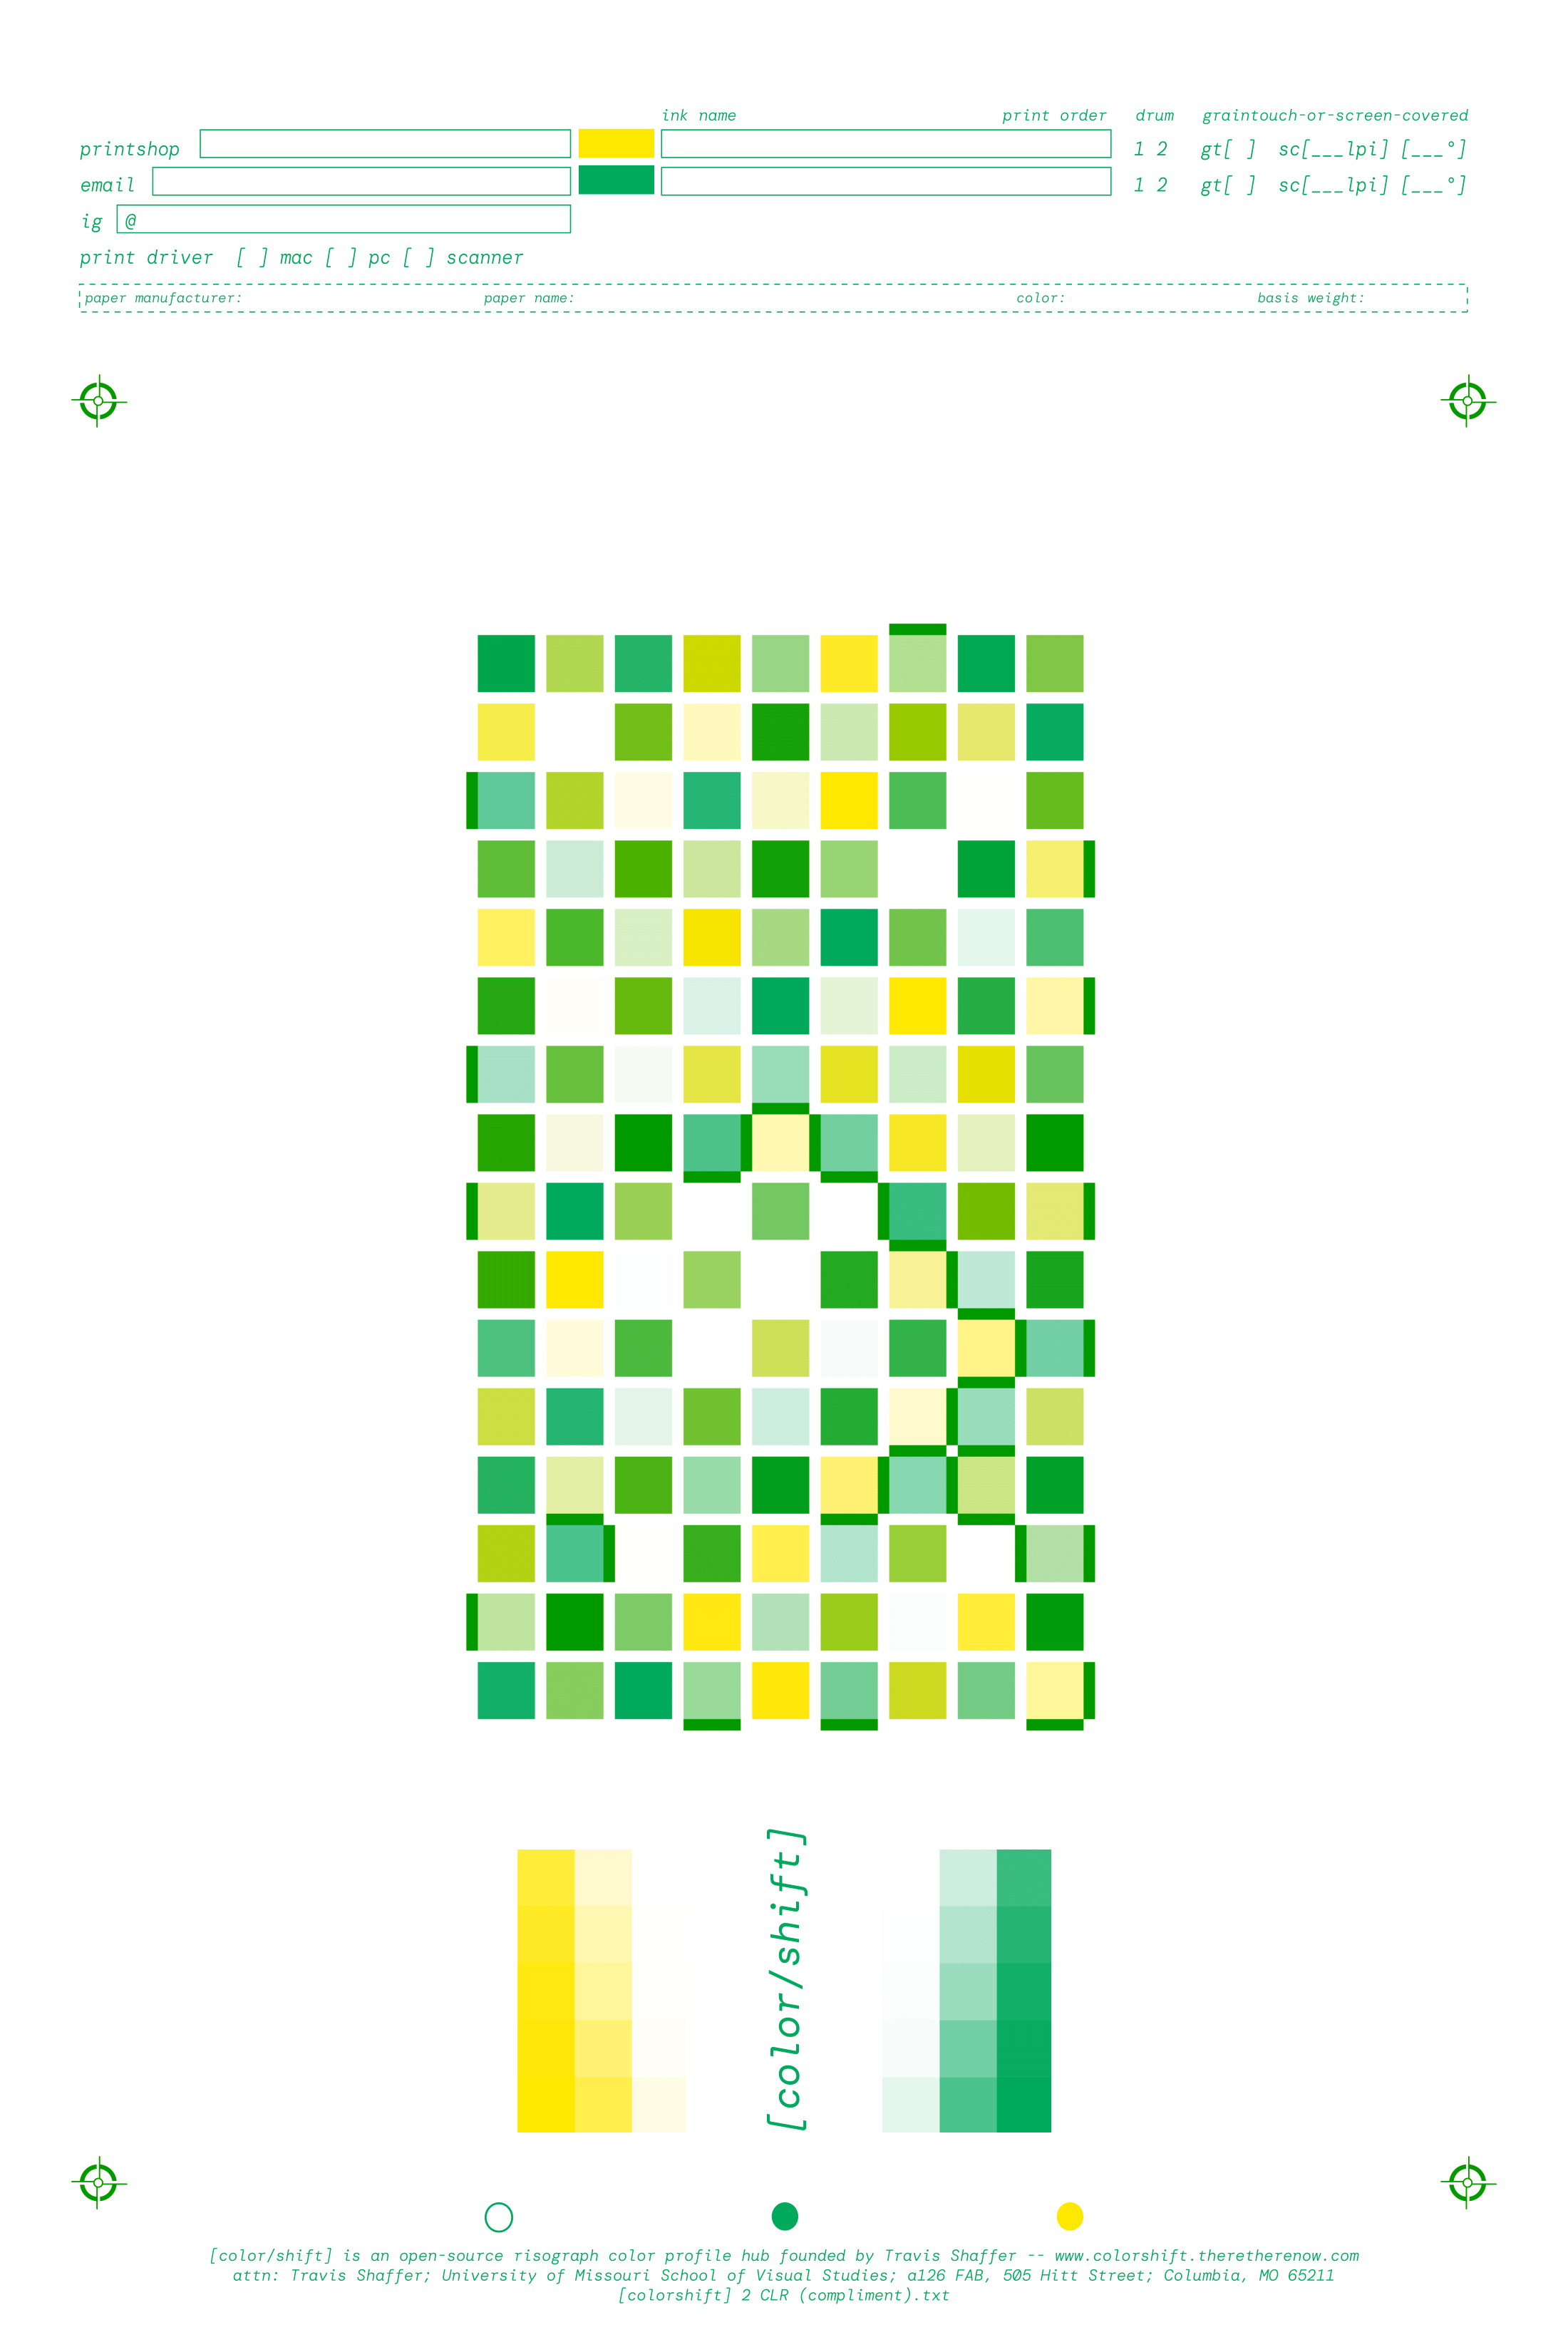 ink name print order drum graintouch-or-screen-covered
printshop 1 2 gt[ ] sc[___lpi] [___°]
email 1 2 gt[ ] sc[___lpi] [___°]
ig @
print driver [ ] mac [ ] pc [ ] scanner
paper manufacturer: paper name: color: basis weight:
[color/shift]
[color/shift] is an open-source risograph color profile hub founded by Travis Shaffer -- www.colorshift.theretherenow.com
attn: Travis Shaffer; University of Missouri School of Visual Studies; a126 FAB, 505 Hitt Street; Columbia, MO 65211
[colorshift] 2 CLR (compliment).txt